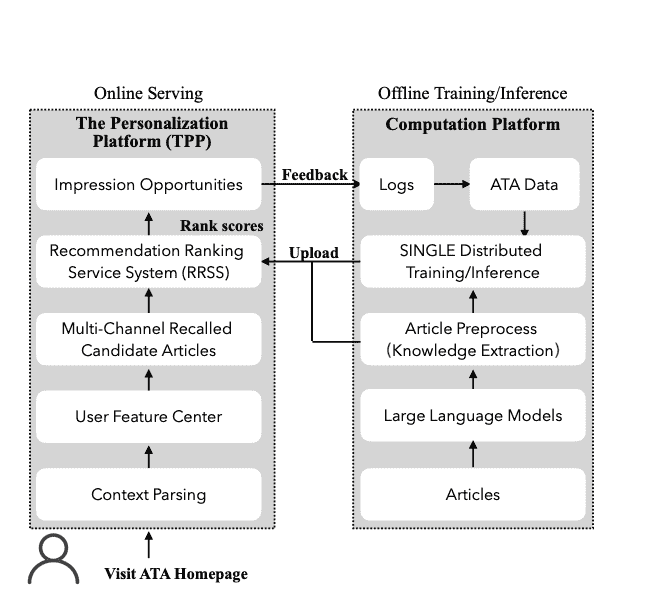 Online Serving
Offline Training/Inference
The Personalization
Platform (TPP)
Computation Platform
Impression Opportunities
Feedback
Logs
ATA Data
Rank scores
Recommendation Ranking
Service System (RRSS)
Upload
SINGLE Distributed
Training/Inference
Multi-Channel Recalled
Candidate Articles
Article Preprocess
(Knowledge Extraction)
User Feature Center
Large Language Models
Context Parsing
Articles
Visit ATA Homepage